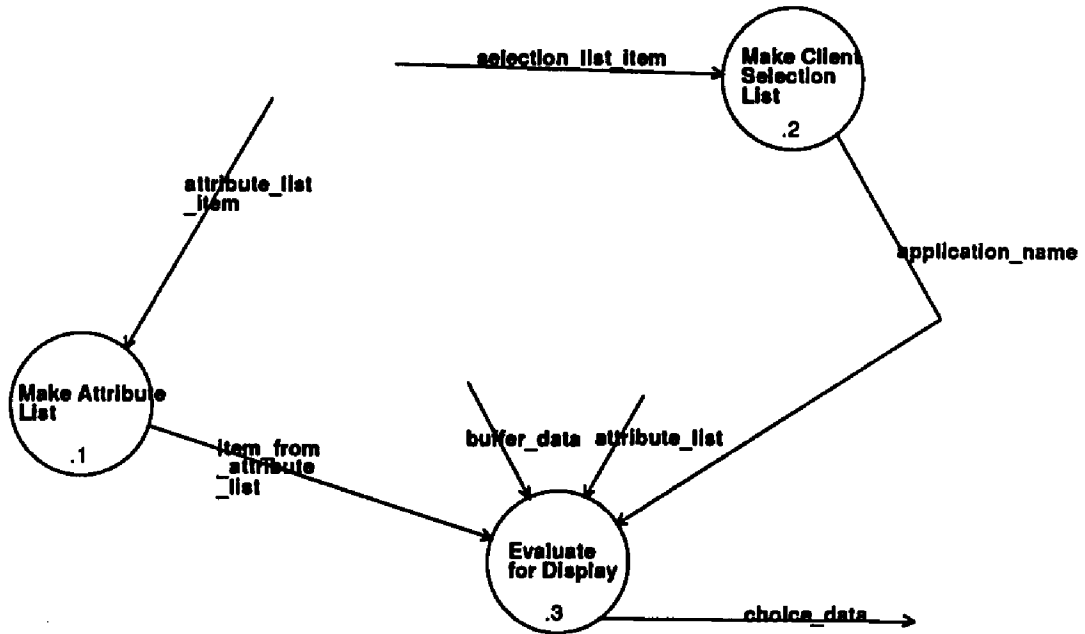 selection_list_item
Make Client
Selection
List
.2
attribute_list
_item
application_name
Make Attribute
List
.1
item_from
_attribute
_list
buffer_data
attribute_list
Evaluate
for Display
.3
choice_data